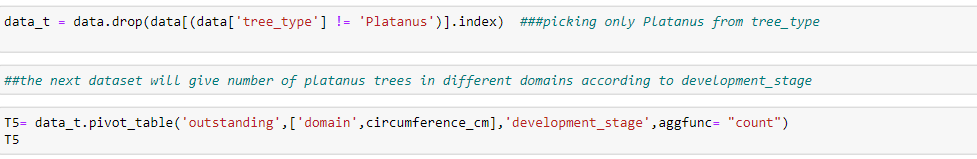 data_t = data.drop(data[(data['tree_type'] != 'Platanus')].index)  ###picking only Platanus from tree_type
##the next dataset will give number of platanus trees in different domains according to development_stage
T5= data_t.pivot_table('outstanding',['domain',circumference_cm],'development_stage',aggfunc= "count")
T5